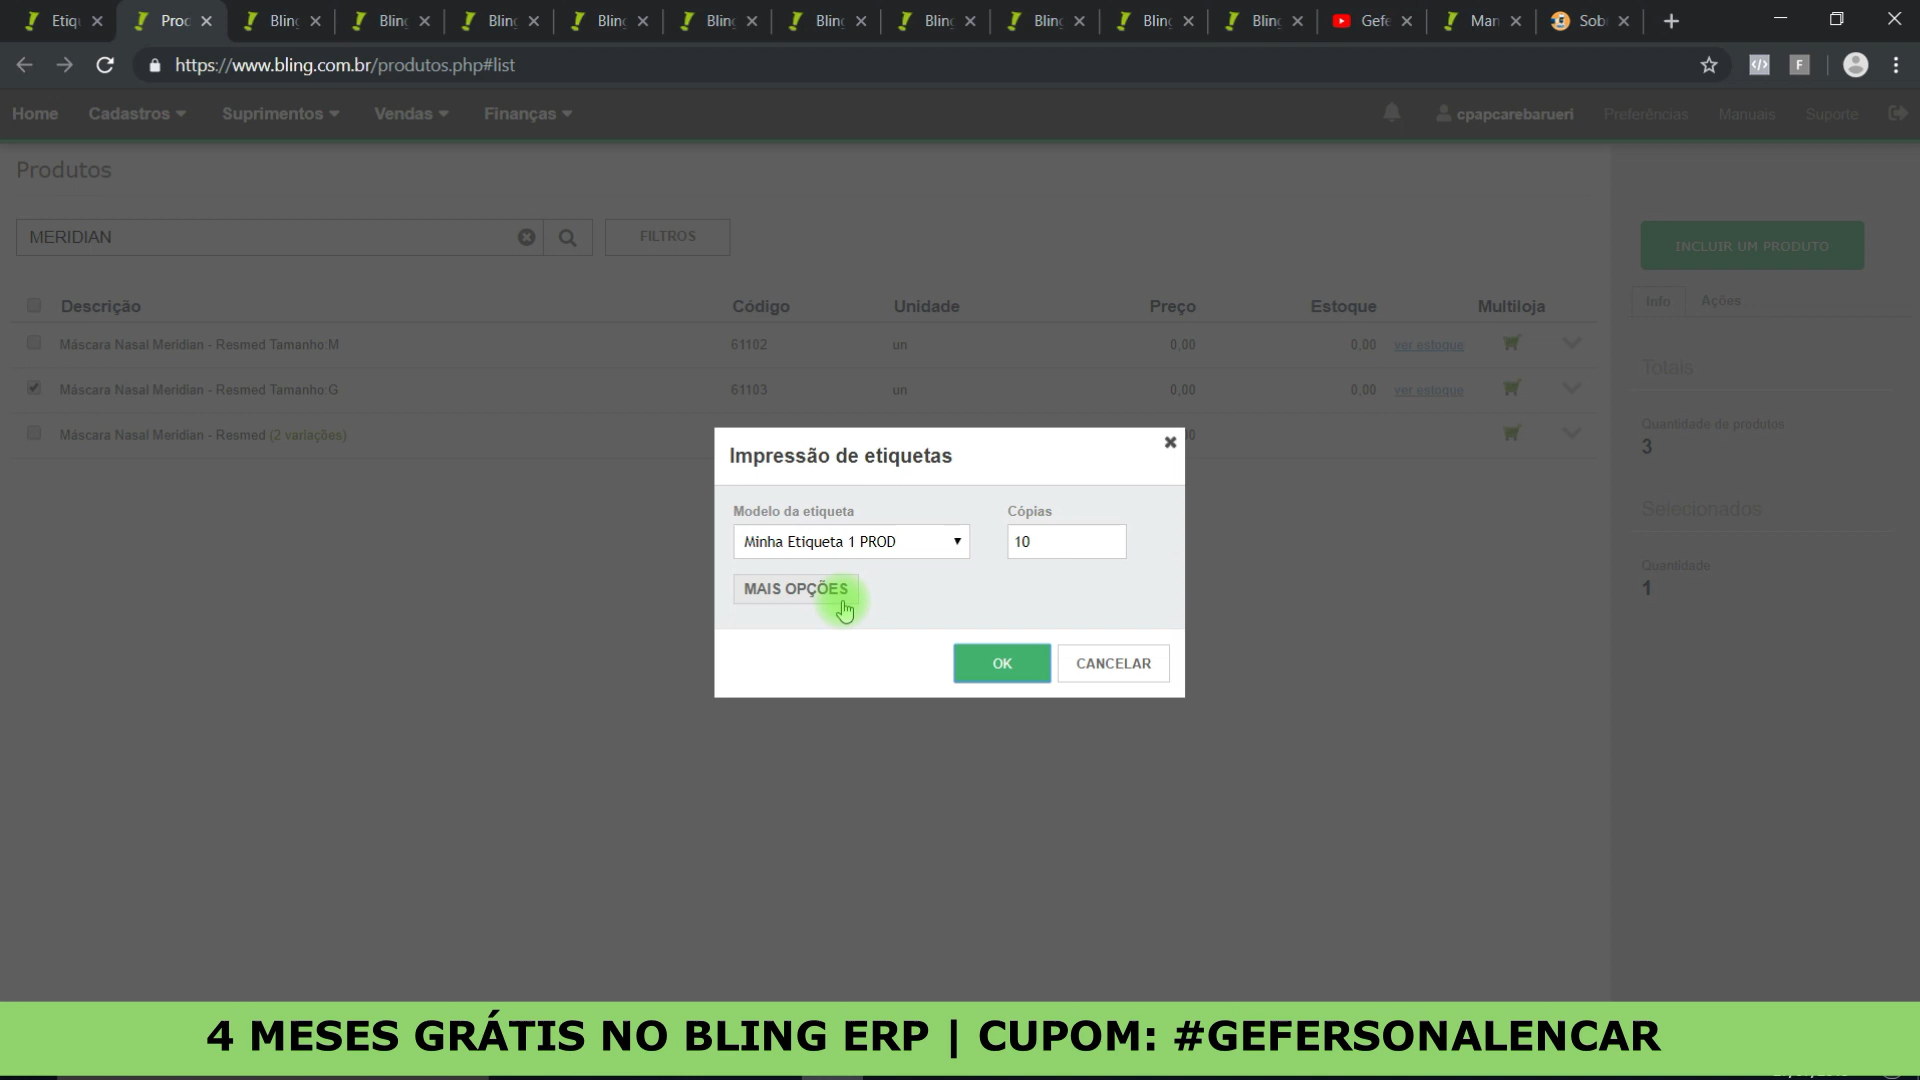 Etiqu Prod Bling Bling Bling Bling Bling Bling Bling Bling Bling Bling Gefe Man Sob
https://www.bling.com.br/produtos.php#list
F
Home Cadastros Suprimentos Vendas Finanças cpapcarebarueri Preferências Manuais Suporte
Produtos
MERIDIAN FILTROS
INCLUIR UM PRODUTO
Info Ações
Descrição Código Unidade Preço Estoque Multiloja
Máscara Nasal Meridian - Resmed Tamanho:M 61102 un 0,00 0,00 ver estoque
Máscara Nasal Meridian - Resmed Tamanho:G 61103 un 0,00 0,00 ver estoque
Máscara Nasal Meridian - Resmed (2 variações)
Totais
Quantidade de produtos
3
Selecionados
Quantidade
1
Impressão de etiquetas
Modelo da etiqueta Cópias
Minha Etiqueta 1 PROD 10
MAIS OPÇÕES
OK CANCELAR
4 MESES GRÁTIS NO BLING ERP | CUPOM: #GEFERSONALENCAR